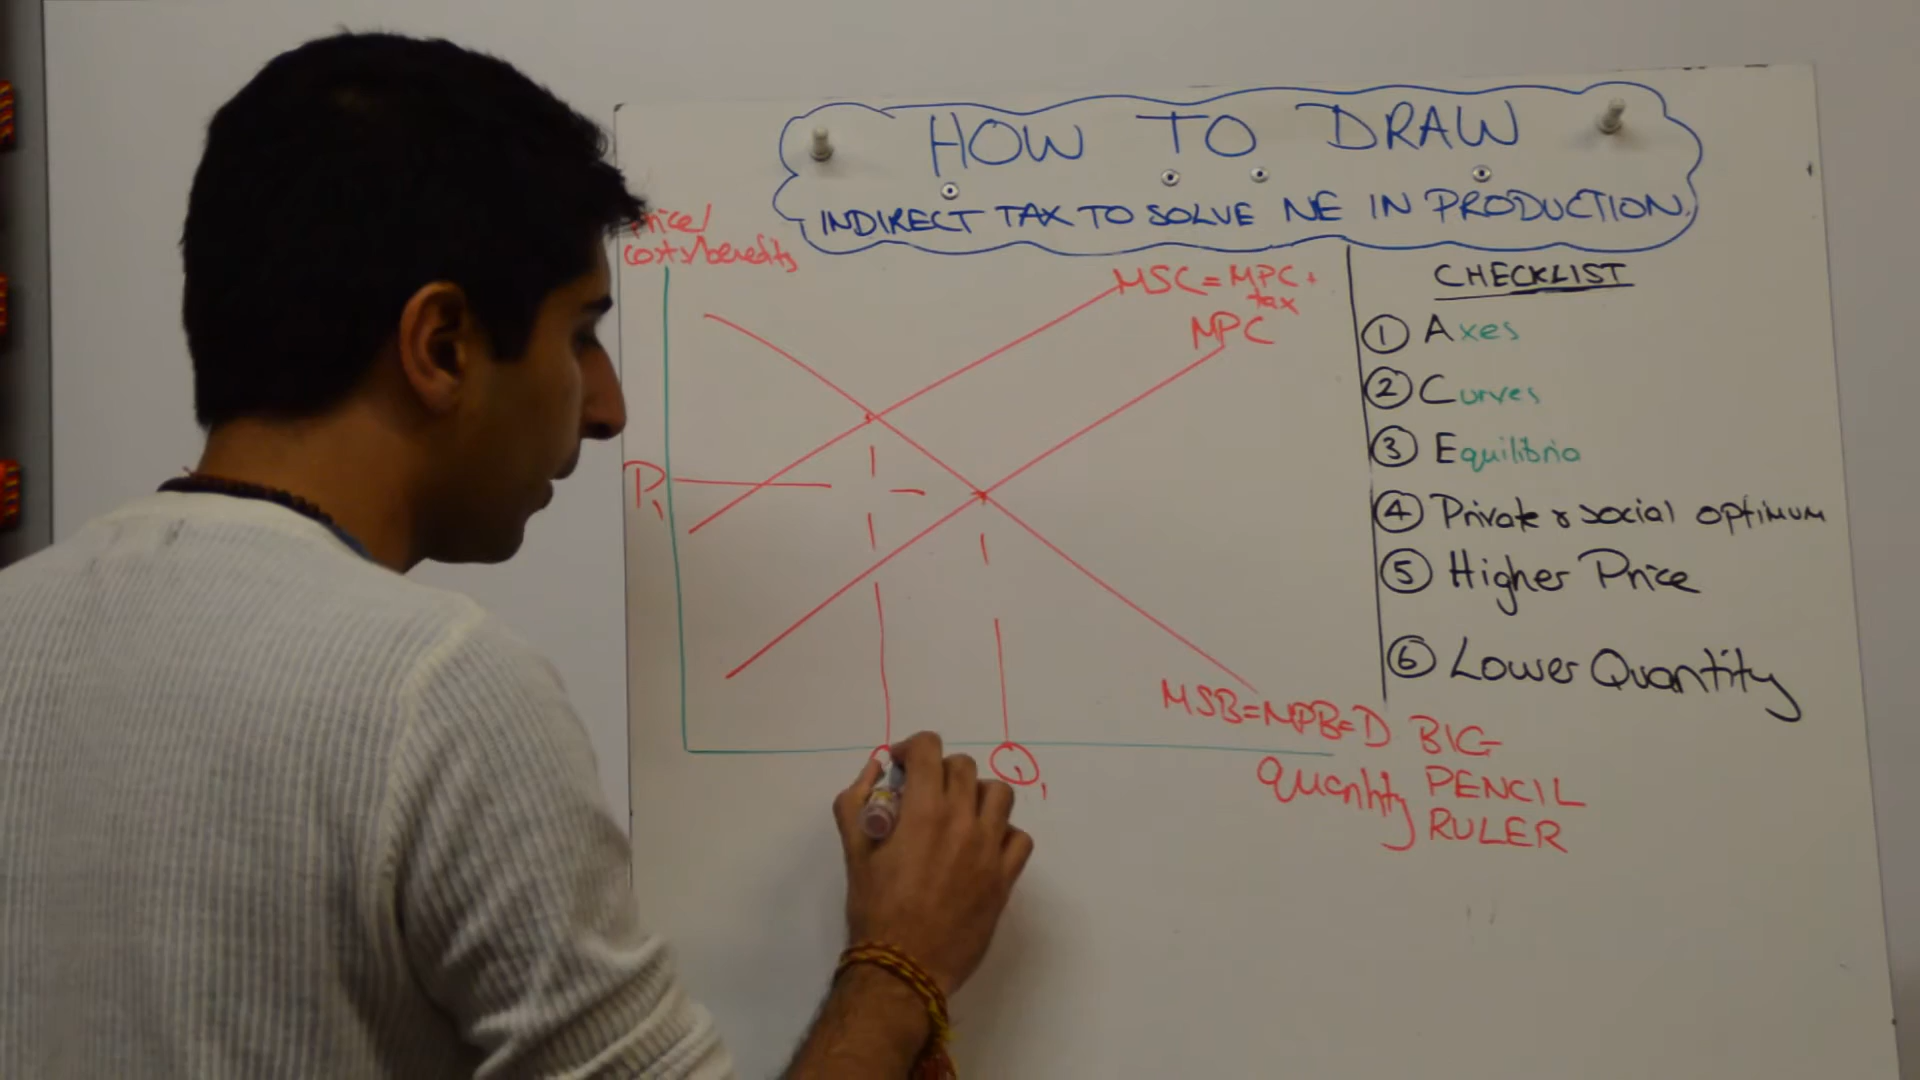 HOW TO DRAW
INDIRECT TAX TO SOLVE NE IN PRODUCTION.
Price/
costs/benefits
MSC = MPC +
tax
MPC
P1
Q1
MSB=MPB=D
quantity
CHECKLIST
1 Axes
2 Curves
3 Equilibria
4 Private & social optimum
5 Higher Price
6 Lower Quantity
BIG
PENCIL
RULER